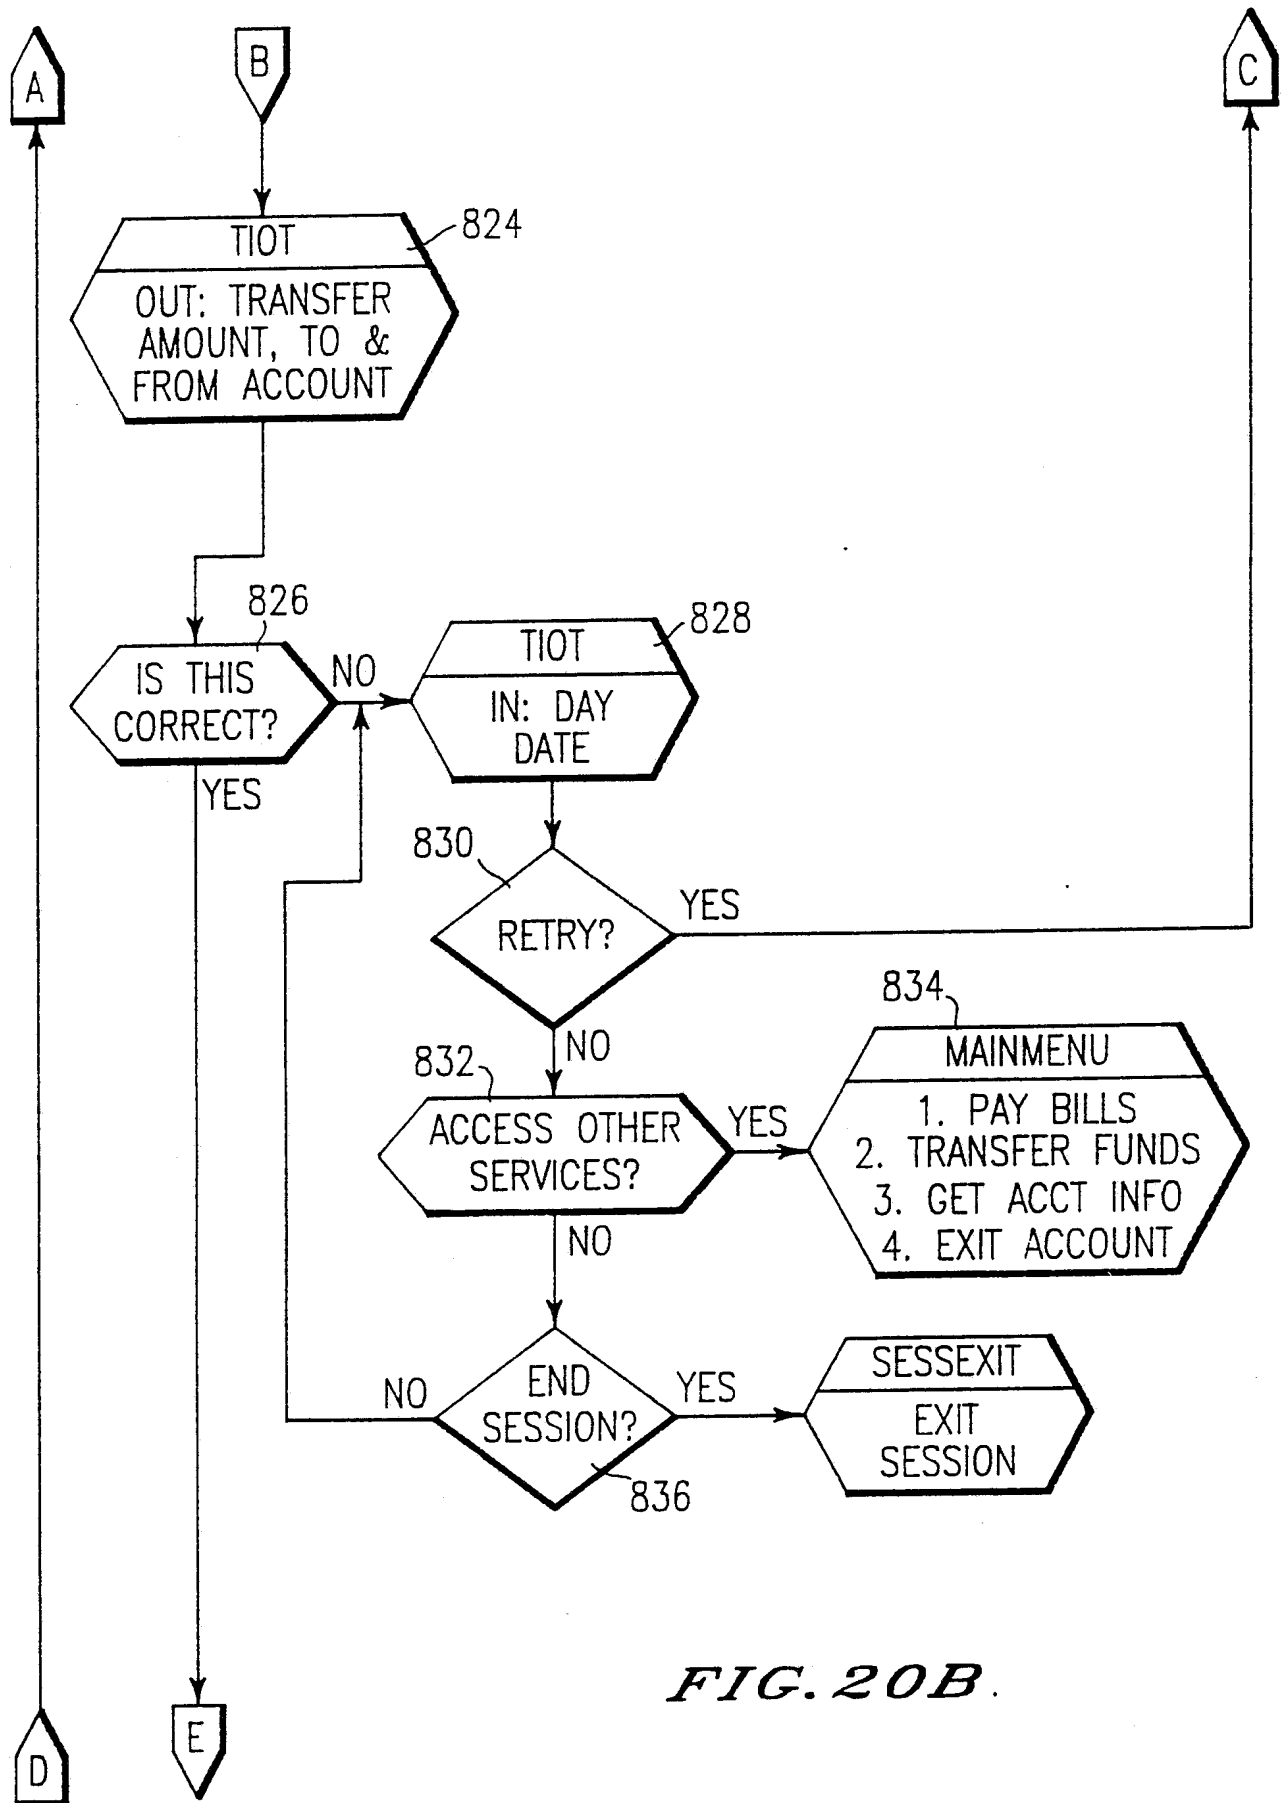 A
B
C
TIOT
824
OUT: TRANSFER
AMOUNT, TO &
FROM ACCOUNT
826
IS THIS
CORRECT?
NO
YES
828
TIOT
IN: DAY
DATE
830
RETRY?
YES
NO
832
ACCESS OTHER
SERVICES?
YES
NO
834
MAINMENU
1. PAY BILLS
2. TRANSFER FUNDS
3. GET ACCT INFO
4. EXIT ACCOUNT
END
SESSION?
NO
YES
836
SESSEXIT
EXIT
SESSION
D
E
FIG. 20B.